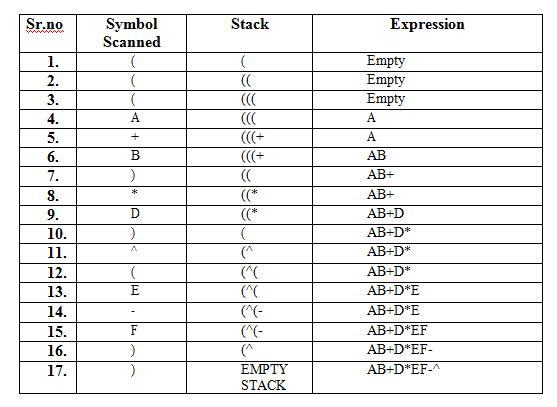 Sr.no Symbol Scanned Stack Expression
1. ( ( Empty
2. ( (( Empty
3. ( ((( Empty
4. A ((( A
5. + (((+ A
6. B (((+ AB
7. ) (( AB+
8. * ((* AB+
9. D ((* AB+D
10. ) ( AB+D*
11. ^ (^ AB+D*
12. ( (^( AB+D*
13. E (^( AB+D*E
14. - (^(- AB+D*E
15. F (^(- AB+D*EF
16. ) (^ AB+D*EF-
17. ) EMPTY STACK AB+D*EF-^